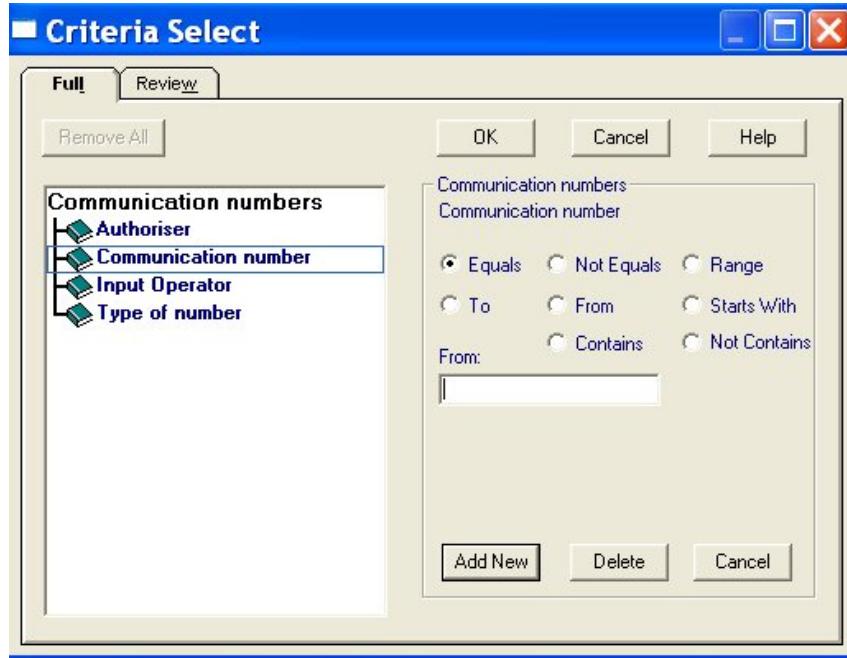 Criteria Select
Full Review
Remove All OK Cancel Help
Communication numbers
Authoriser
Communication number
Input Operator
Type of number
Communication numbers
Communication number
Equals Not Equals Range
To From Starts With
Contains Not Contains
From:
Add New Delete Cancel